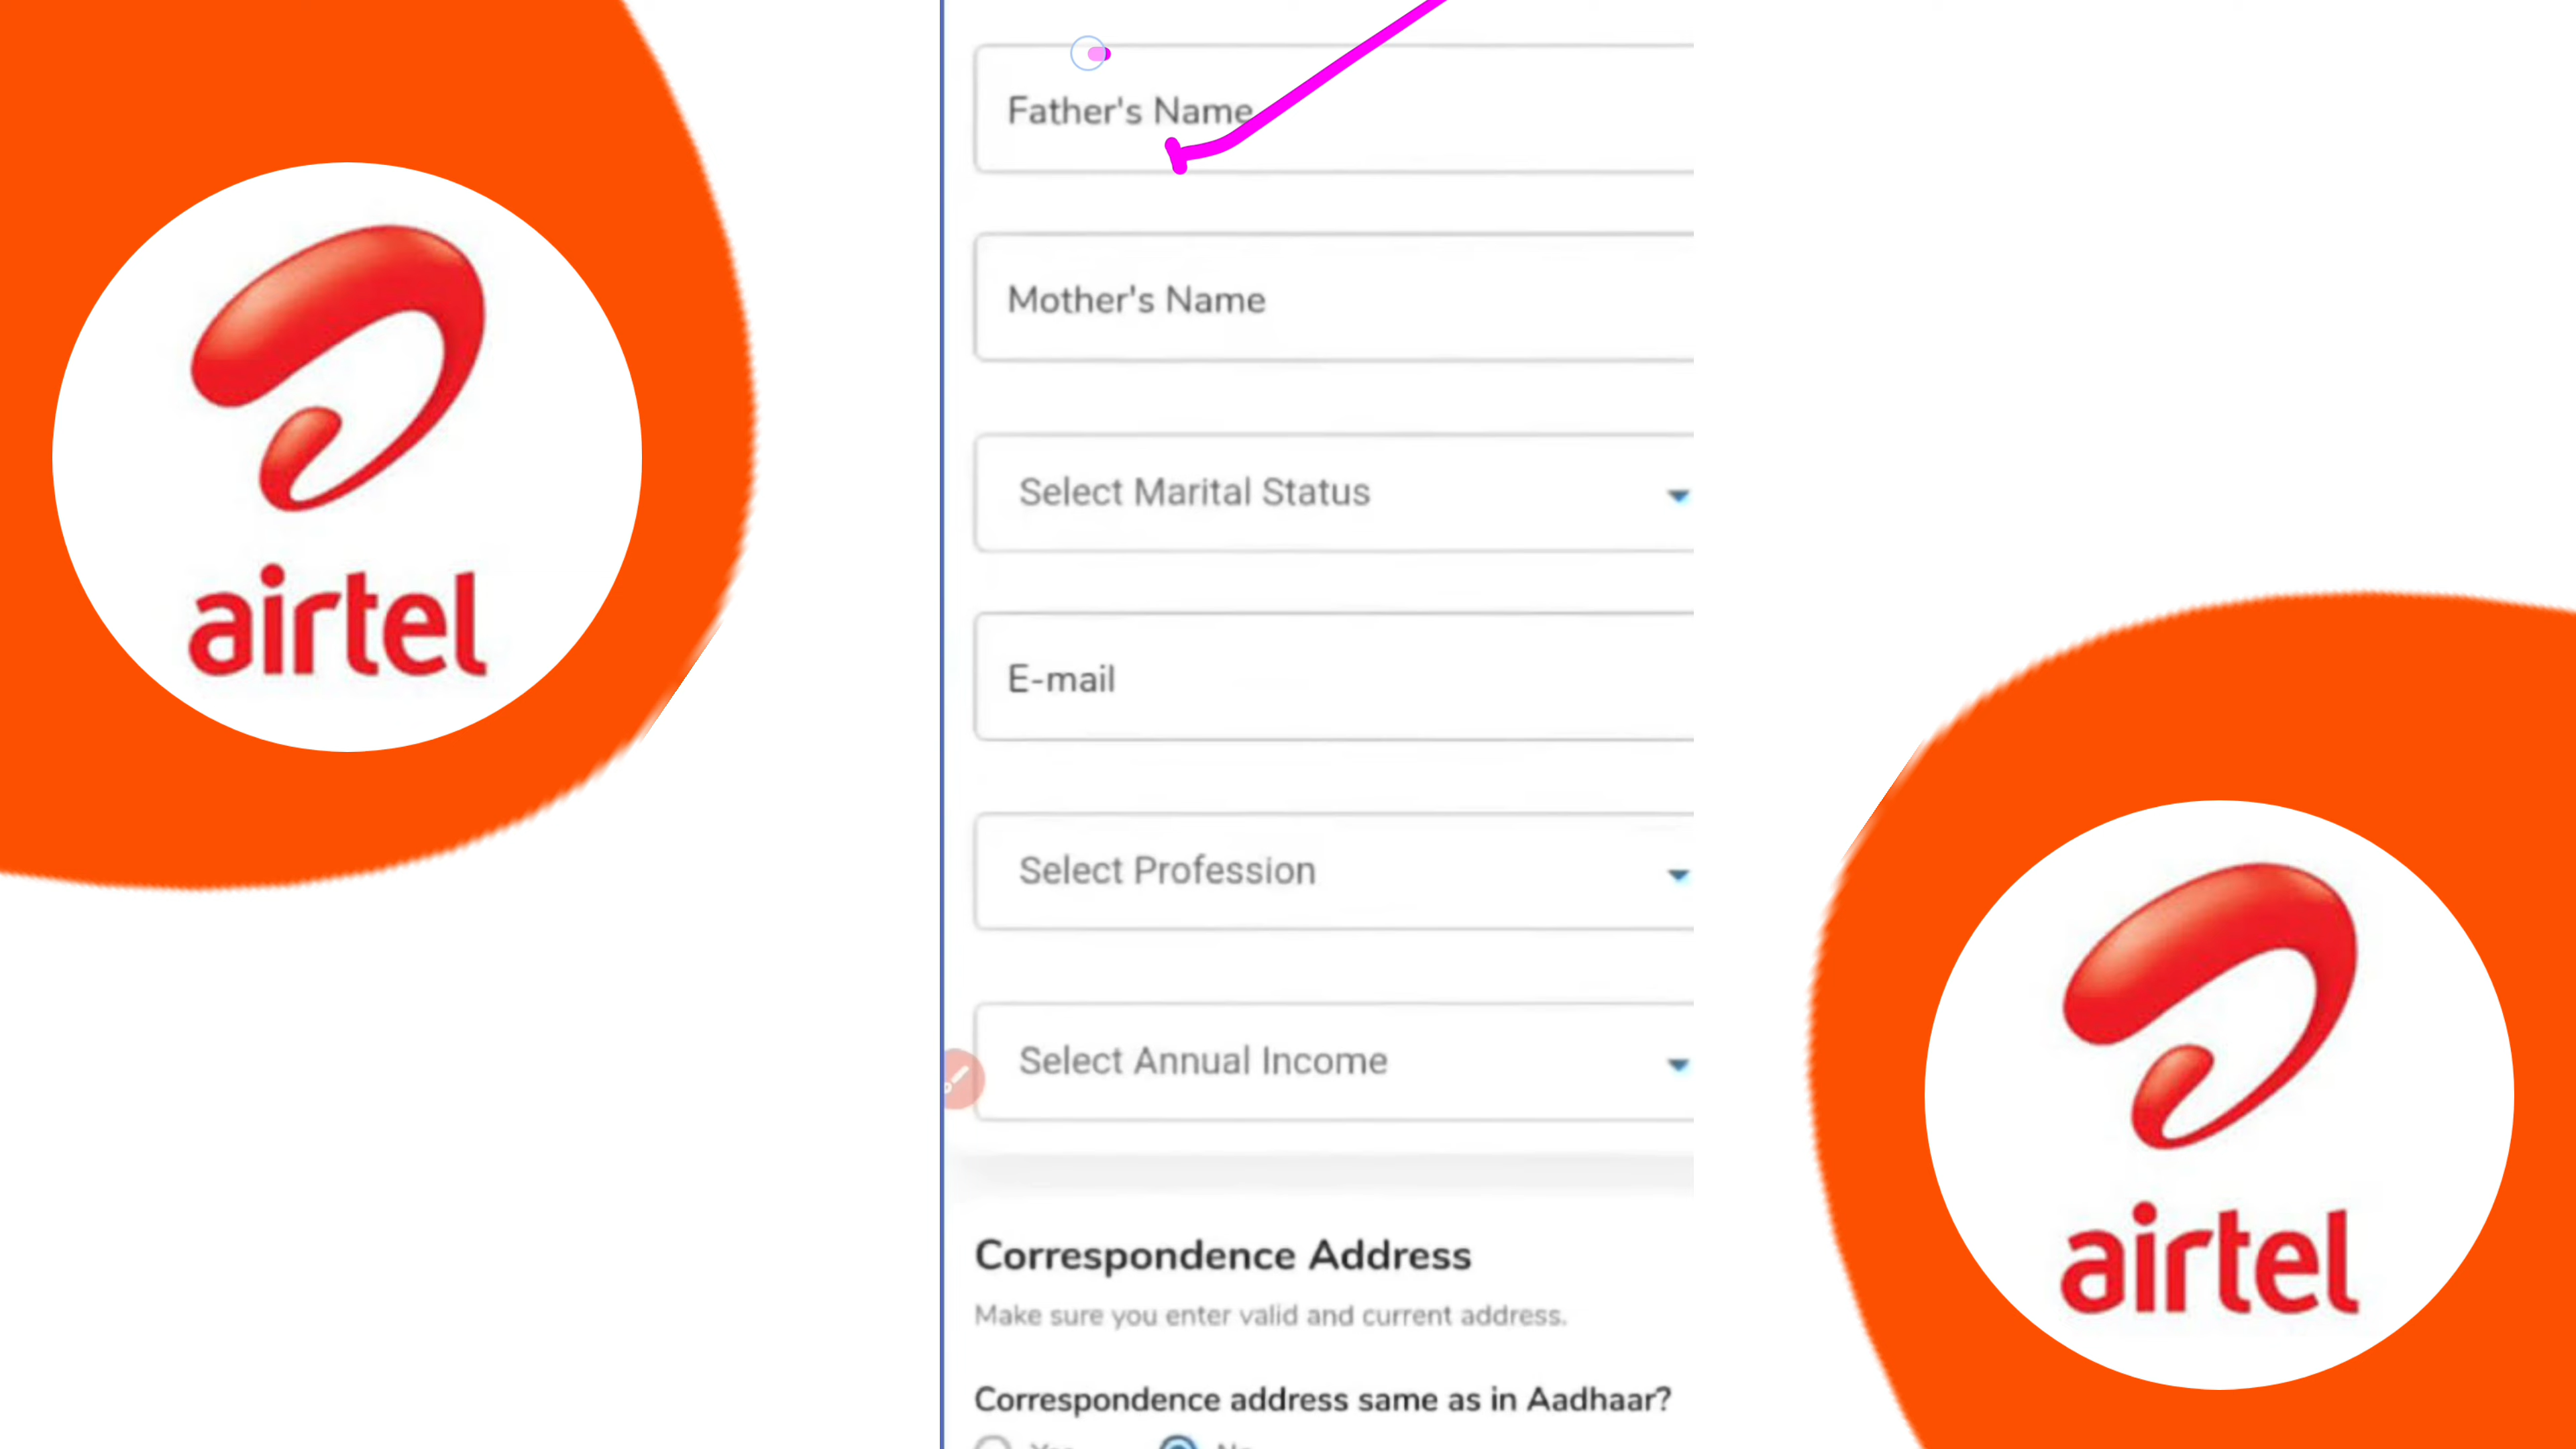 airtel
Father's Name
Mother's Name
Select Marital Status
E-mail
Select Profession
Select Annual Income
Correspondence Address
Make sure you enter valid and current address.
Correspondence address same as in Aadhaar?
airtel